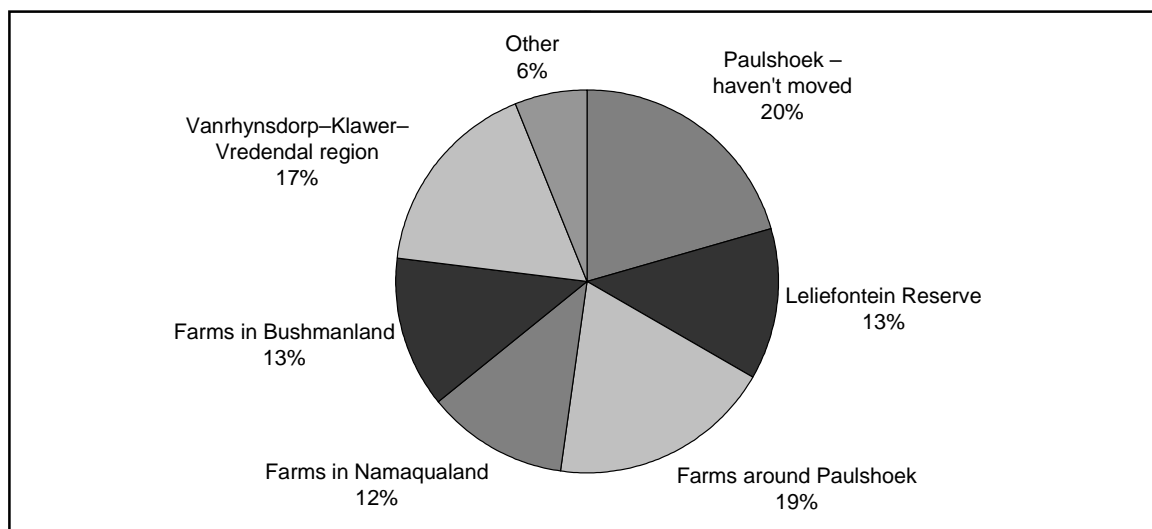 Other
6%
Paulshoek –
haven't moved
20%
Vanrhynsdorp–Klawer–
Vredendal region
17%
Leliefontein Reserve
13%
Farms in Bushmanland
13%
Farms in Namaqualand
12%
Farms around Paulshoek
19%